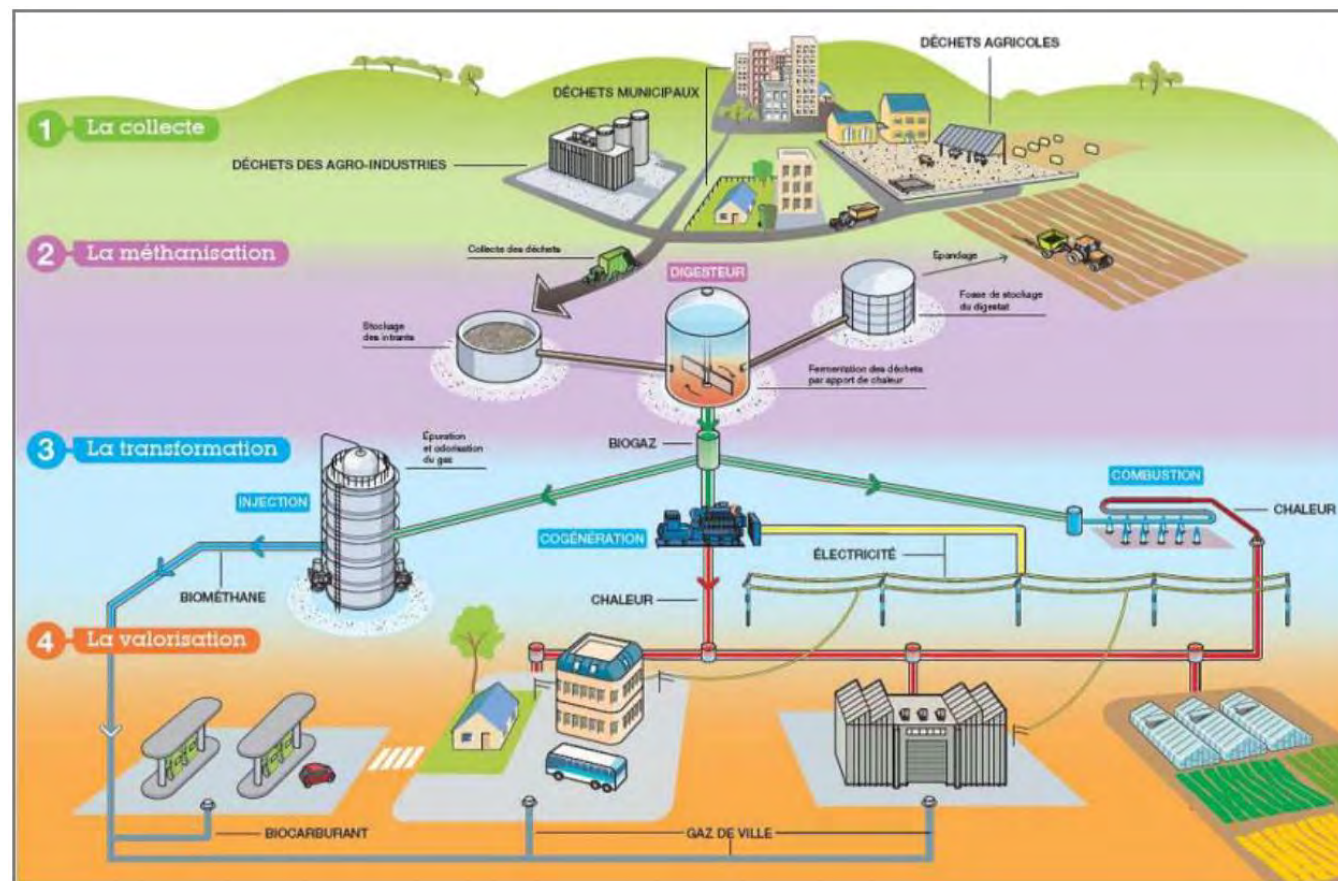 DÉCHETS AGRICOLES
DÉCHETS MUNICIPAUX
1 La collecte
DÉCHETS DES AGRO-INDUSTRIES
2 La méthanisation
Collecte des déchets
DIGESTEUR
Epandage
Fosse de stockage
du digestat
Stockage
des intrants
Fermentation des déchets
par apport de chaleur
3 La transformation
Épuration
et odorisation
du gas
BIOGAZ
COMBUSTION
INJECTION
CHALEUR
COGÉNÉRATION
ÉLECTRICITÉ
BIOMÉTHANE
CHALEUR
4 La valorisation
BIOCARBURANT
GAZ DE VILLE